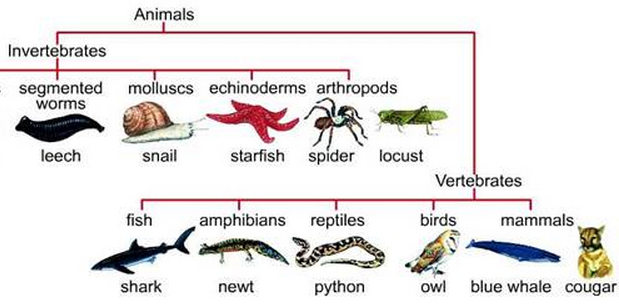 Animals
Invertebrates
segmented molluscs echinoderms arthropods
worms
leech snail starfish spider locust
Vertebrates
fish amphibians reptiles birds mammals
shark newt python owl blue whale cougar